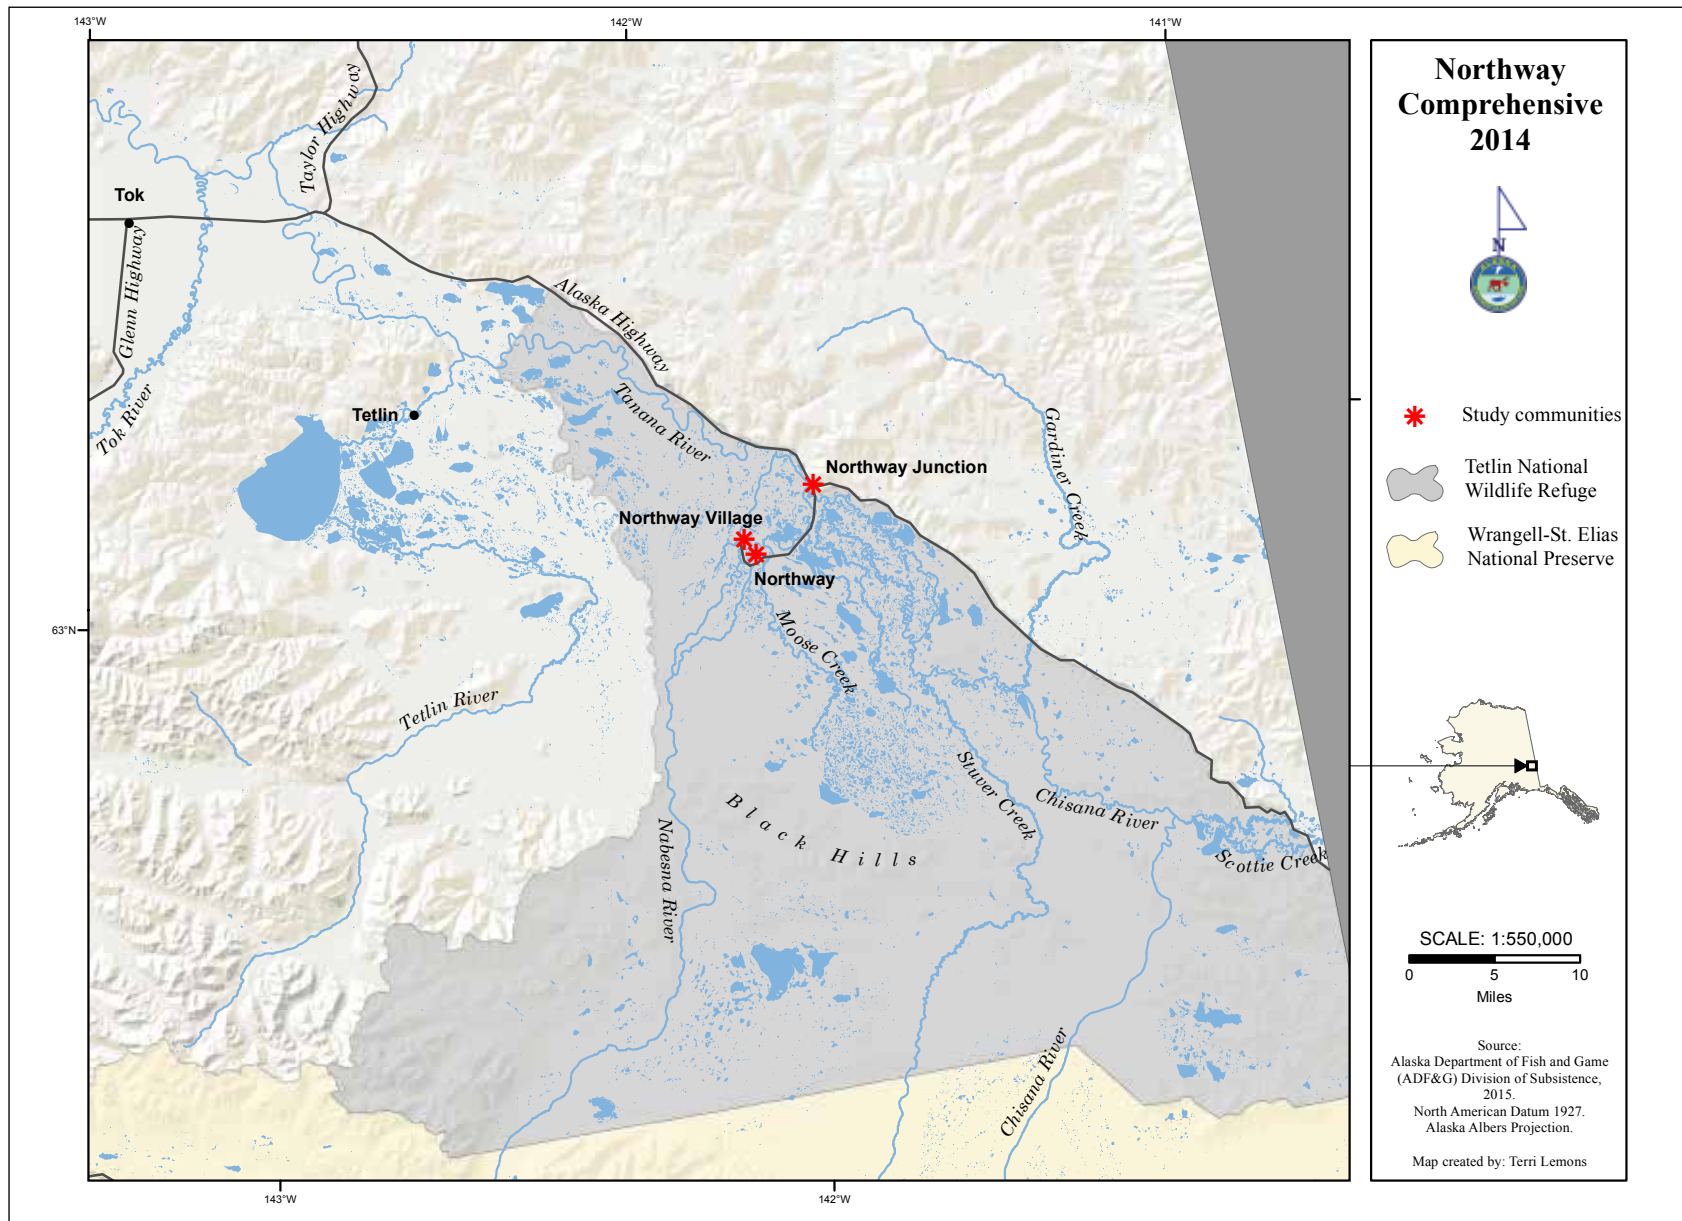 143°W
142°W
141°W
Northway
Comprehensive
2014
N
ALASKA
Taylor Highway
Tok
Glenn Highway
Tok River
Alaska Highway
Tetlin
Tanana River
Gardiner Creek
Northway Junction
Northway Village
Northway
Study communities
Tetlin National
Wildlife Refuge
Wrangell-St. Elias
National Preserve
63°N
Moose Creek
Tetlin River
Stuver Creek
Chisana River
Black Hills
Nabesna River
Scottie Creek
Chisana River
SCALE: 1:550,000
0 5 10
Miles
Source:
Alaska Department of Fish and Game
(ADF&G) Division of Subsistence,
2015.
North American Datum 1927.
Alaska Albers Projection.
Map created by: Terri Lemons
143°W
142°W